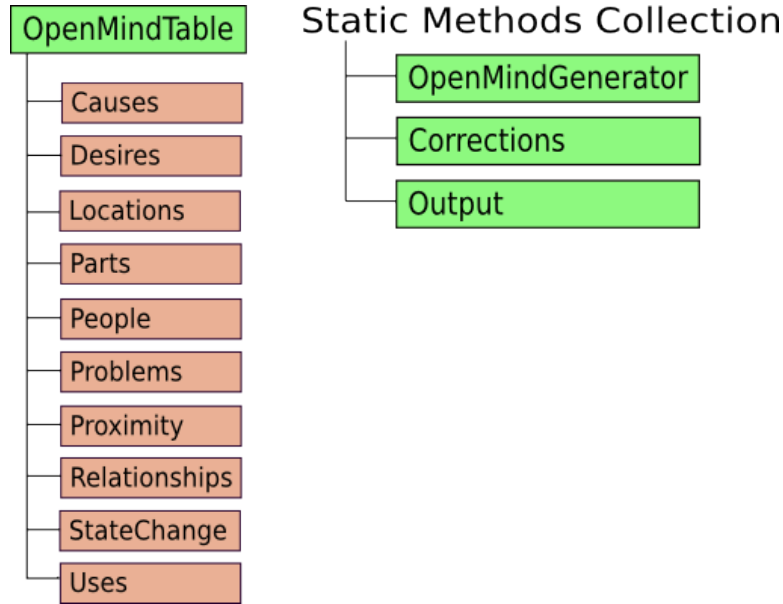 OpenMindTable
Causes
Desires
Locations
Parts
People
Problems
Proximity
Relationships
StateChange
Uses
Static Methods Collection
OpenMindGenerator
Corrections
Output